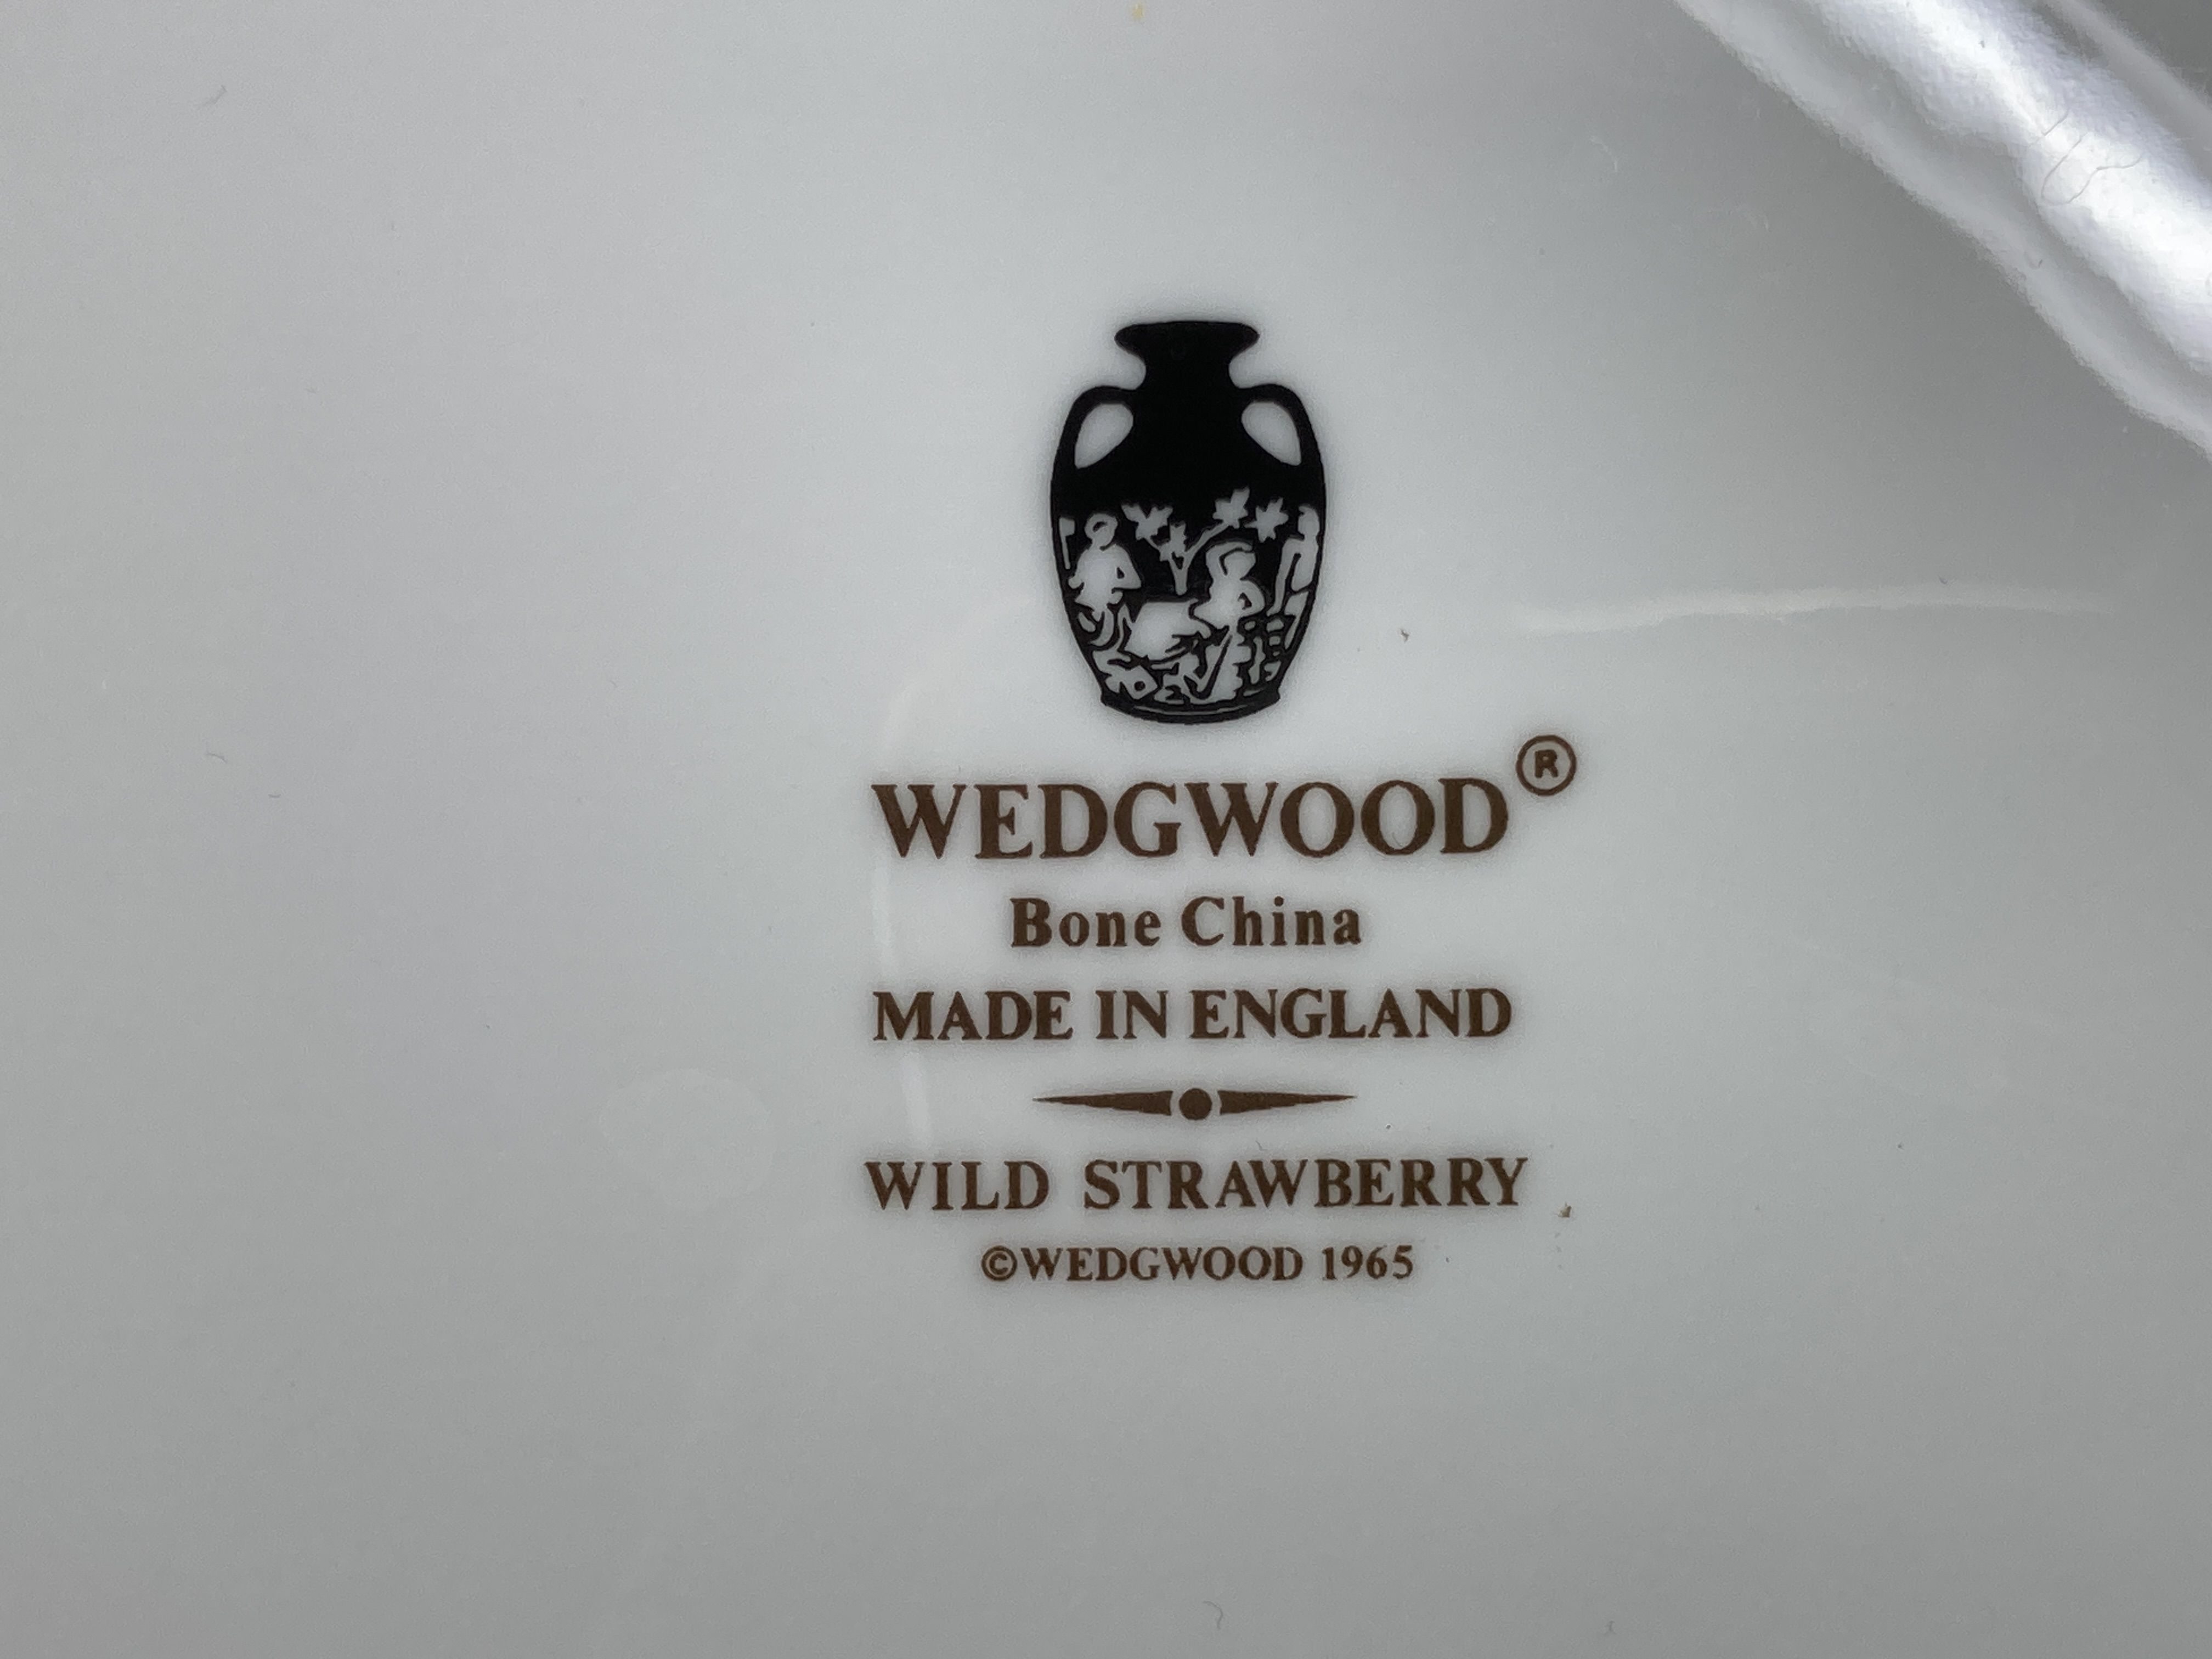 WEDGWOOD®
Bone China
MADE IN ENGLAND
WILD STRAWBERRY
©WEDGWOOD 1965